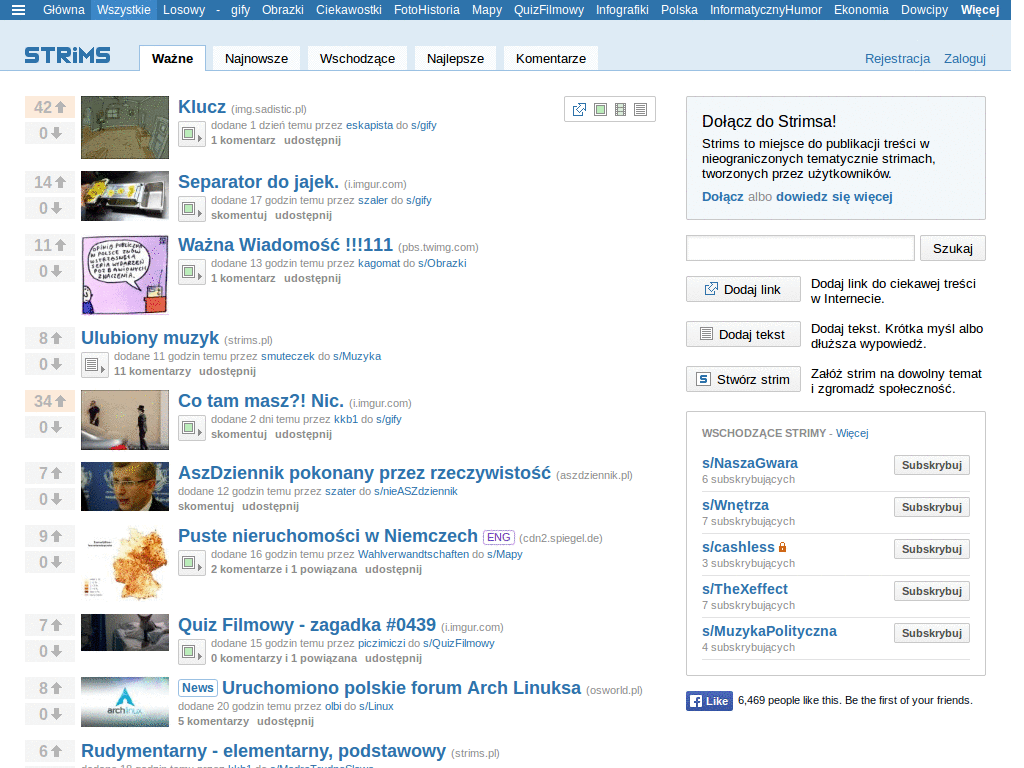 Główna Wszystkie Losowy - gify Obrazki Ciekawostki FotoHistoria Mapy QuizFilmowy Infografiki Polska InformatycznyHumor Ekonomia Dowcipy Więcej
STRiMS Ważne Najnowsze Wschodzące Najlepsze Komentarze Rejestracja Zaloguj
42
0
Klucz (img.sadistic.pl)
dodane 1 dzień temu przez eskapista do s/gify
1 komentarz udostępnij
14
0
Separator do jajek. (i.imgur.com)
dodane 17 godzin temu przez szaler do s/gify
skomentuj udostępnij
11
0
OPINIĘ PUBLICZNĄ
W POLSCE ZNÓW
WSTRZĄSNĘŁA
SERIA WYDARZEŃ
POZBAWIONYCH
ZNACZENIA.
Ważna Wiadomość !!!111 (pbs.twimg.com)
dodane 13 godzin temu przez kagomat do s/Obrazki
1 komentarz udostępnij
8
0
Ulubiony muzyk (strims.pl)
dodane 11 godzin temu przez smuteczek do s/Muzyka
11 komentarzy udostępnij
34
0
Co tam masz?! Nic. (i.imgur.com)
dodane 2 dni temu przez kkb1 do s/gify
skomentuj udostępnij
7
0
AszDziennik pokonany przez rzeczywistość (aszdziennik.pl)
dodane 12 godzin temu przez szater do s/nieASZdziennik
skomentuj udostępnij
9
0
Puste nieruchomości w Niemczech ENG (cdn2.spiegel.de)
dodane 16 godzin temu przez Wahlverwandtschaften do s/Mapy
2 komentarze i 1 powiązana udostępnij
7
0
Quiz Filmowy - zagadka #0439 (i.imgur.com)
dodane 15 godzin temu przez piczimiczi do s/QuizFilmowy
0 komentarzy i 1 powiązana udostępnij
8
0
archlinux
News Uruchomiono polskie forum Arch Linuksa (osworld.pl)
dodane 20 godzin temu przez olbi do s/Linux
5 komentarzy udostępnij
6
Rudymentarny - elementarny, podstawowy (strims.pl)
Dołącz do Strimsa!
Strims to miejsce do publikacji treści w
nieograniczonych tematycznie strimach,
tworzonych przez użytkowników.
Dołącz albo dowiedz się więcej
Szukaj
Dodaj link
Dodaj link do ciekawej treści
w Internecie.
Dodaj tekst
Dodaj tekst. Krótka myśl albo
dłuższa wypowiedź.
Stwórz strim
Załóż strim na dowolny temat
i zgromadź społeczność.
WSCHODZĄCE STRIMY - Więcej
s/NaszaGwara Subskrybuj
6 subskrybujących
s/Wnętrza Subskrybuj
7 subskrybujących
s/cashless Subskrybuj
3 subskrybujących
s/TheXeffect Subskrybuj
7 subskrybujących
s/MuzykaPolityczna Subskrybuj
4 subskrybujących
Like 6,469 people like this. Be the first of your friends.